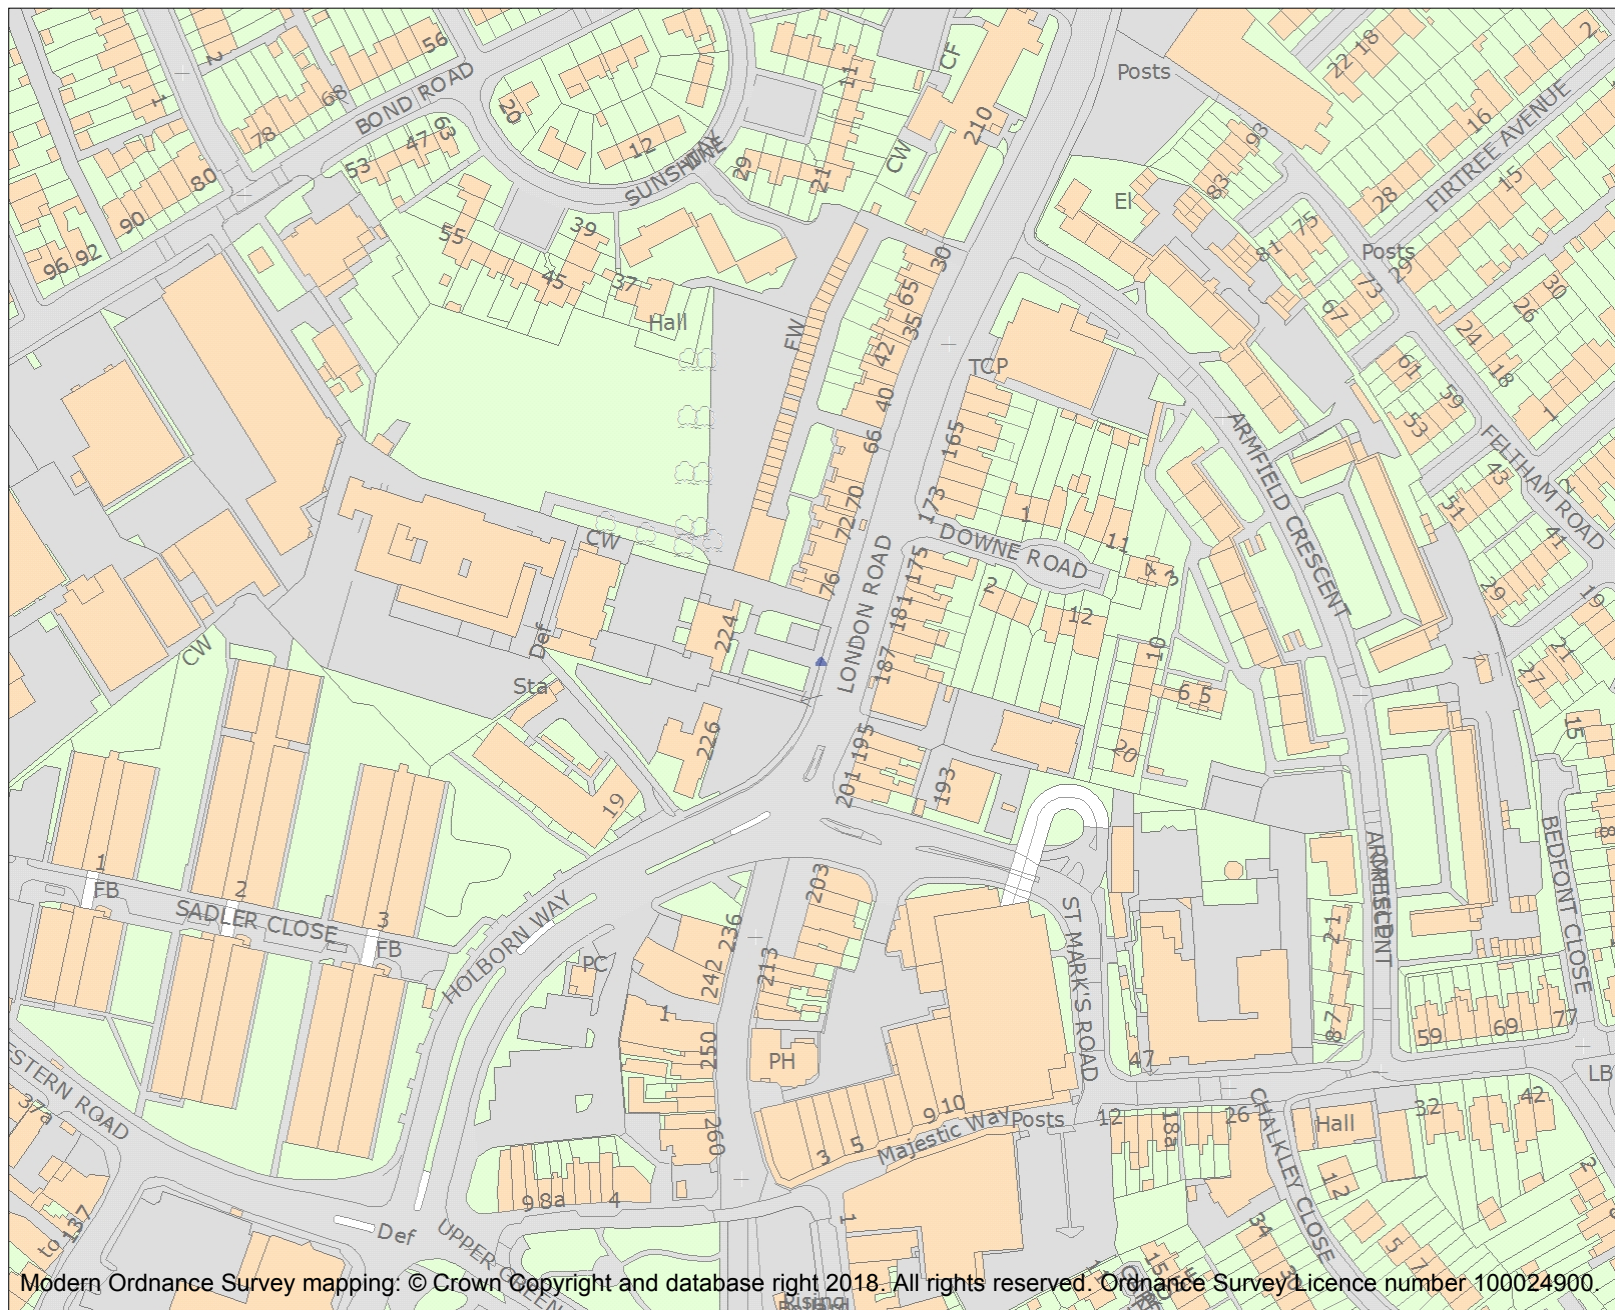 56
2
1
BOND ROAD
68
78
47
63
53
80
90
92
96
20
12
SUNSHINE
WAY
29
21
11
CF
CW
210
Posts
22
18
2
16
FIRTREE AVENUE
15
28
93
83
El
75
81
Posts
29
73
67
30
26
24
18
1
61
59
53
FELTHAM ROAD
43
51
41
2
29
19
21
27
15
55
39
45
37
Hall
FW
30
65
35
42
40
66
70
72
76
TCP
165
173
1
11
DOWNE ROAD
4
3
2
12
175
181
187
10
6
5
20
ARMFIELD CRESCENT
LONDON ROAD
CW
Def
224
Sta
226
CW
19
195
201
193
1
FB
2
SADLER CLOSE
3
FB
HOLBORN WAY
203
236
242
213
PC
1
250
PH
260
ST MARK'S ROAD
ARMFIELD
CRESCENT
BEDFONT CLOSE
8
21
87
59
69
77
LB
47
9
10
3
5
Majestic Way
Posts
12
18a
26
CHALKLEY CLOSE
Hall
32
42
2
12
34
5
7
15
3
1
9
8a
4
ESTERN ROAD
37a
to 137
Def
UPPER GREEN
Rising
Modern Ordnance Survey mapping: © Crown Copyright and database right 2018. All rights reserved. Ordnance Survey Licence number 100024900.